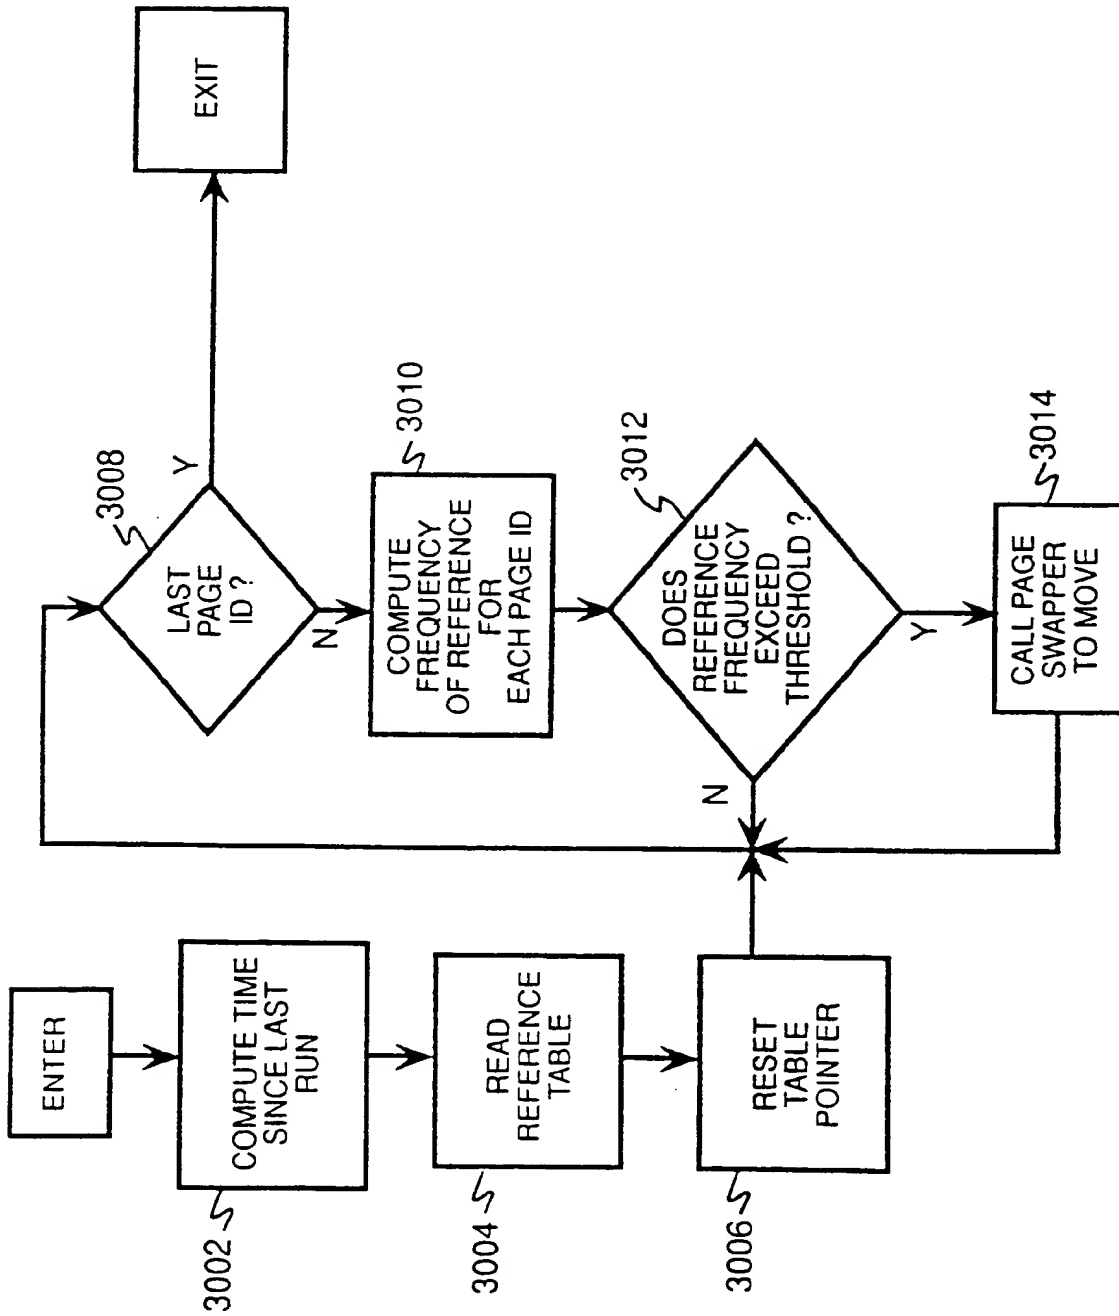 ENTER
3002
COMPUTE TIME
SINCE LAST
RUN
3004
READ
REFERENCE
TABLE
3006
RESET
TABLE
POINTER
3008
LAST
PAGE
ID ?
Y
EXIT
N
3010
COMPUTE
FREQUENCY
OF REFERENCE
FOR
EACH PAGE ID
3012
DOES
REFERENCE
FREQUENCY
EXCEED
THRESHOLD ?
N
Y
3014
CALL PAGE
SWAPPER
TO MOVE